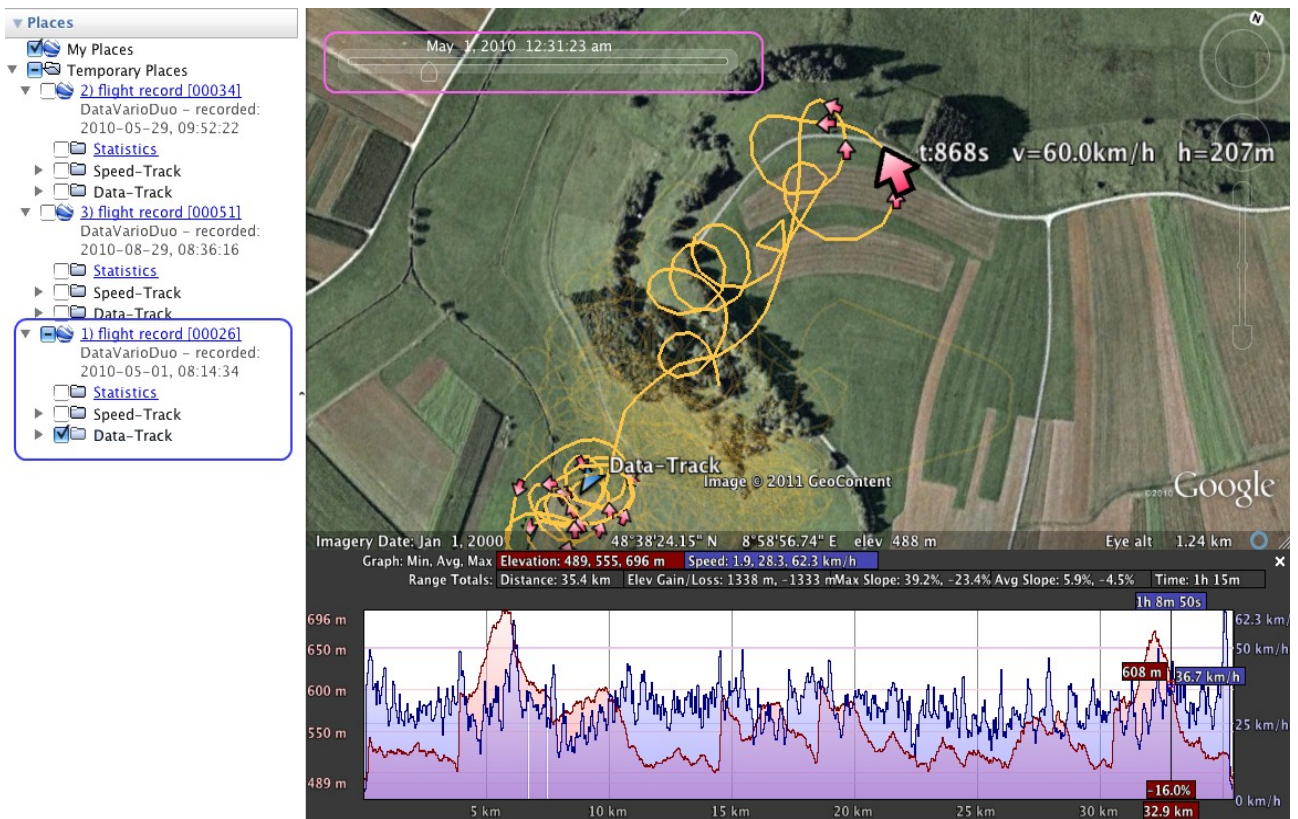 Places
My Places
Temporary Places
2) flight record [00034]
DataVarioDuo – recorded:
2010-05-29, 09:52:22
Statistics
Speed-Track
Data-Track
3) flight record [00051]
DataVarioDuo – recorded:
2010-08-29, 08:36:16
Statistics
Speed-Track
Data-Track
1) flight record [00026]
DataVarioDuo – recorded:
2010-05-01, 08:14:34
Statistics
Speed-Track
Data-Track
May 1, 2010 12:31:23 am
N
t:868s v=60.0km/h h=207m
Data-Track
Image © 2011 GeoContent
©2010 Google
Imagery Date: Jan 1, 2000 48°38'24.15" N 8°58'56.74" E elev 488 m Eye alt 1.24 km
Graph: Min, Avg, Max Elevation: 489, 555, 696 m Speed: 1.9, 28.3, 62.3 km/h
Range Totals: Distance: 35.4 km Elev Gain/Loss: 1338 m, -1333 m Max Slope: 39.2%, -23.4% Avg Slope: 5.9%, -4.5% Time: 1h 15m
1h 8m 50s
696 m 62.3 km/h
650 m 50 km/h
608 m 36.7 km/h
600 m
550 m 25 km/h
489 m
-16.0%
0 km/h
5 km 10 km 15 km 20 km 25 km 30 km 32.9 km